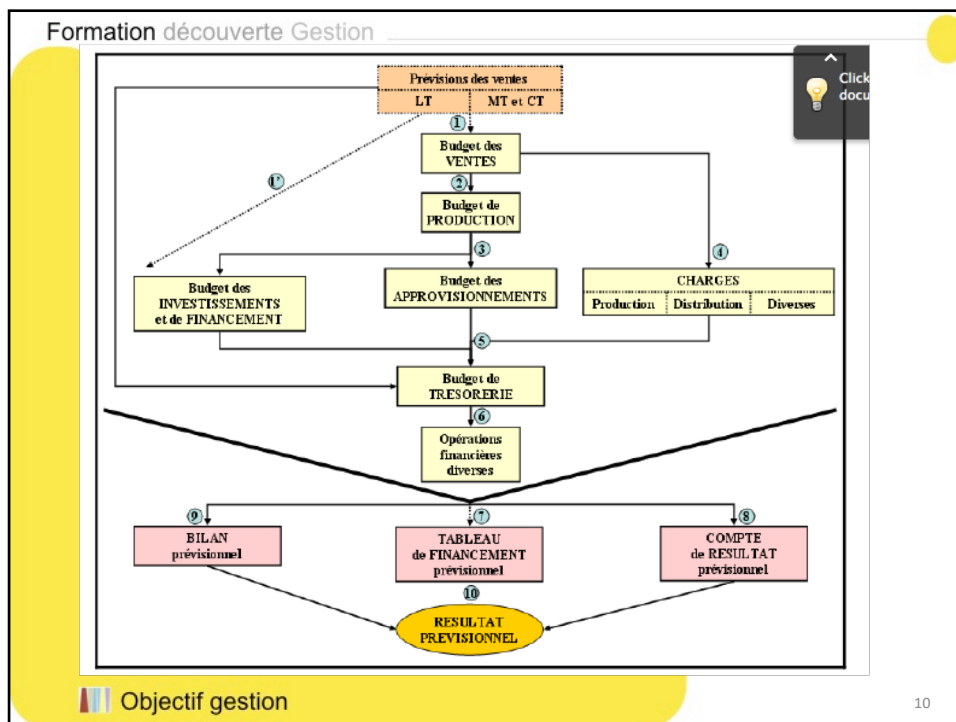 Formation découverte Gestion
Click
docu
Prévisions des ventes
LT
MT et CT
1
Budget des
VENTES
1'
2
Budget de
PRODUCTION
3
4
Budget des
INVESTISSEMENTS
et de FINANCEMENT
Budget des
APPROVISIONNEMENTS
CHARGES
Production
Distribution
Diverses
5
Budget de
TRESORERIE
6
Opérations
financières
diverses
9
7
8
BILAN
prévisionnel
TABLEAU
de FINANCEMENT
prévisionnel
COMPTE
de RESULTAT
prévisionnel
10
RESULTAT
PREVISIONNEL
Objectif gestion
10